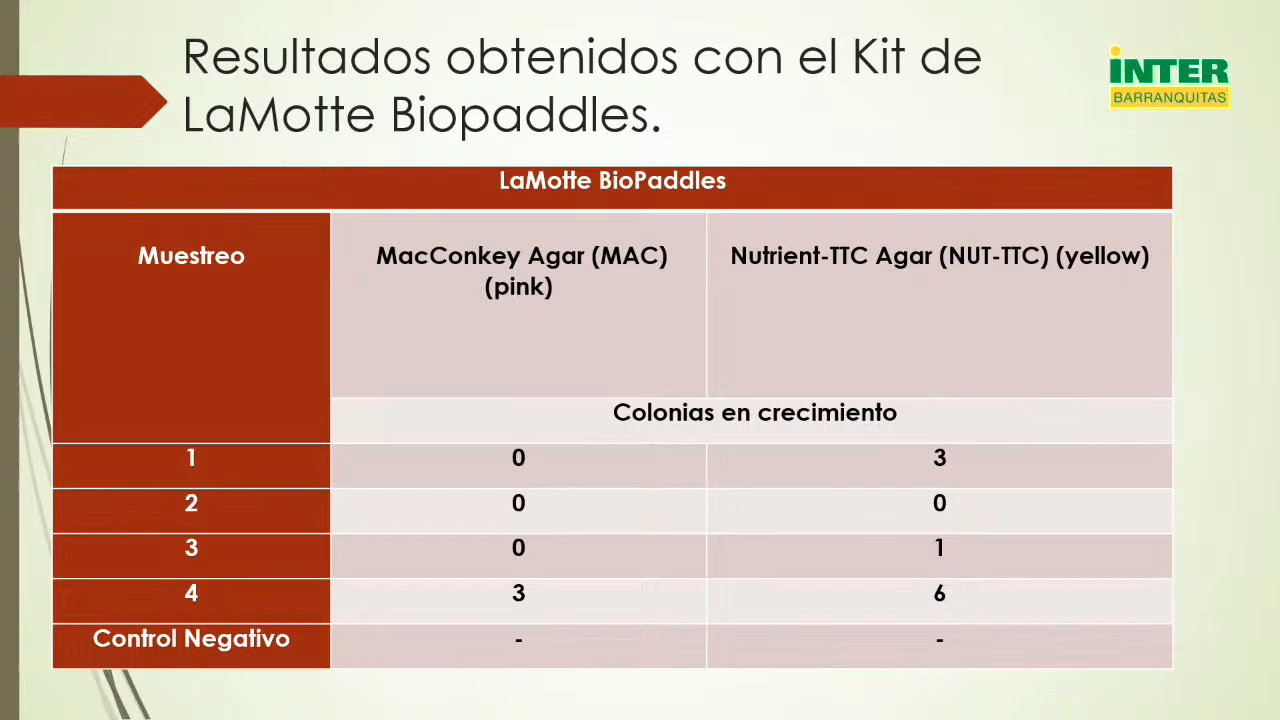 Resultados obtenidos con el Kit de
LaMotte Biopaddles.
INTER
BARRANQUITAS
LaMotte BioPaddles
Muestreo
MacConkey Agar (MAC)
(pink)
Nutrient-TTC Agar (NUT-TTC) (yellow)
Colonias en crecimiento
1 0 3
2 0 0
3 0 1
4 3 6
Control Negativo - -